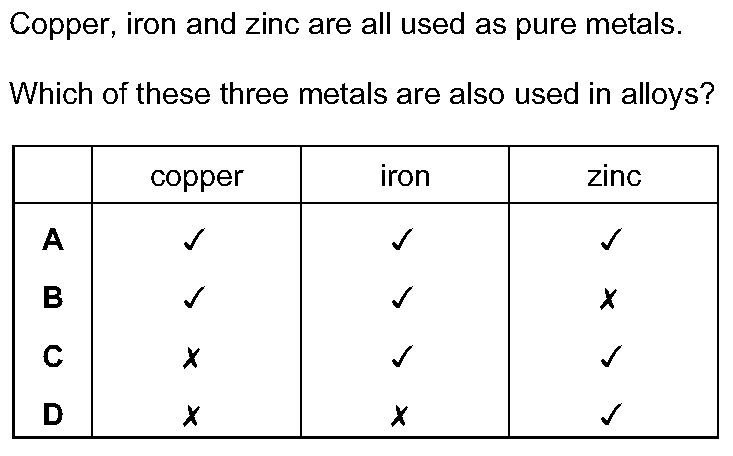 Copper, iron and zinc are all used as pure metals.
Which of these three metals are also used in alloys?
copper iron zinc
A ✓ ✓ ✓
B ✓ ✓ ✗
C ✗ ✓ ✓
D ✗ ✗ ✓